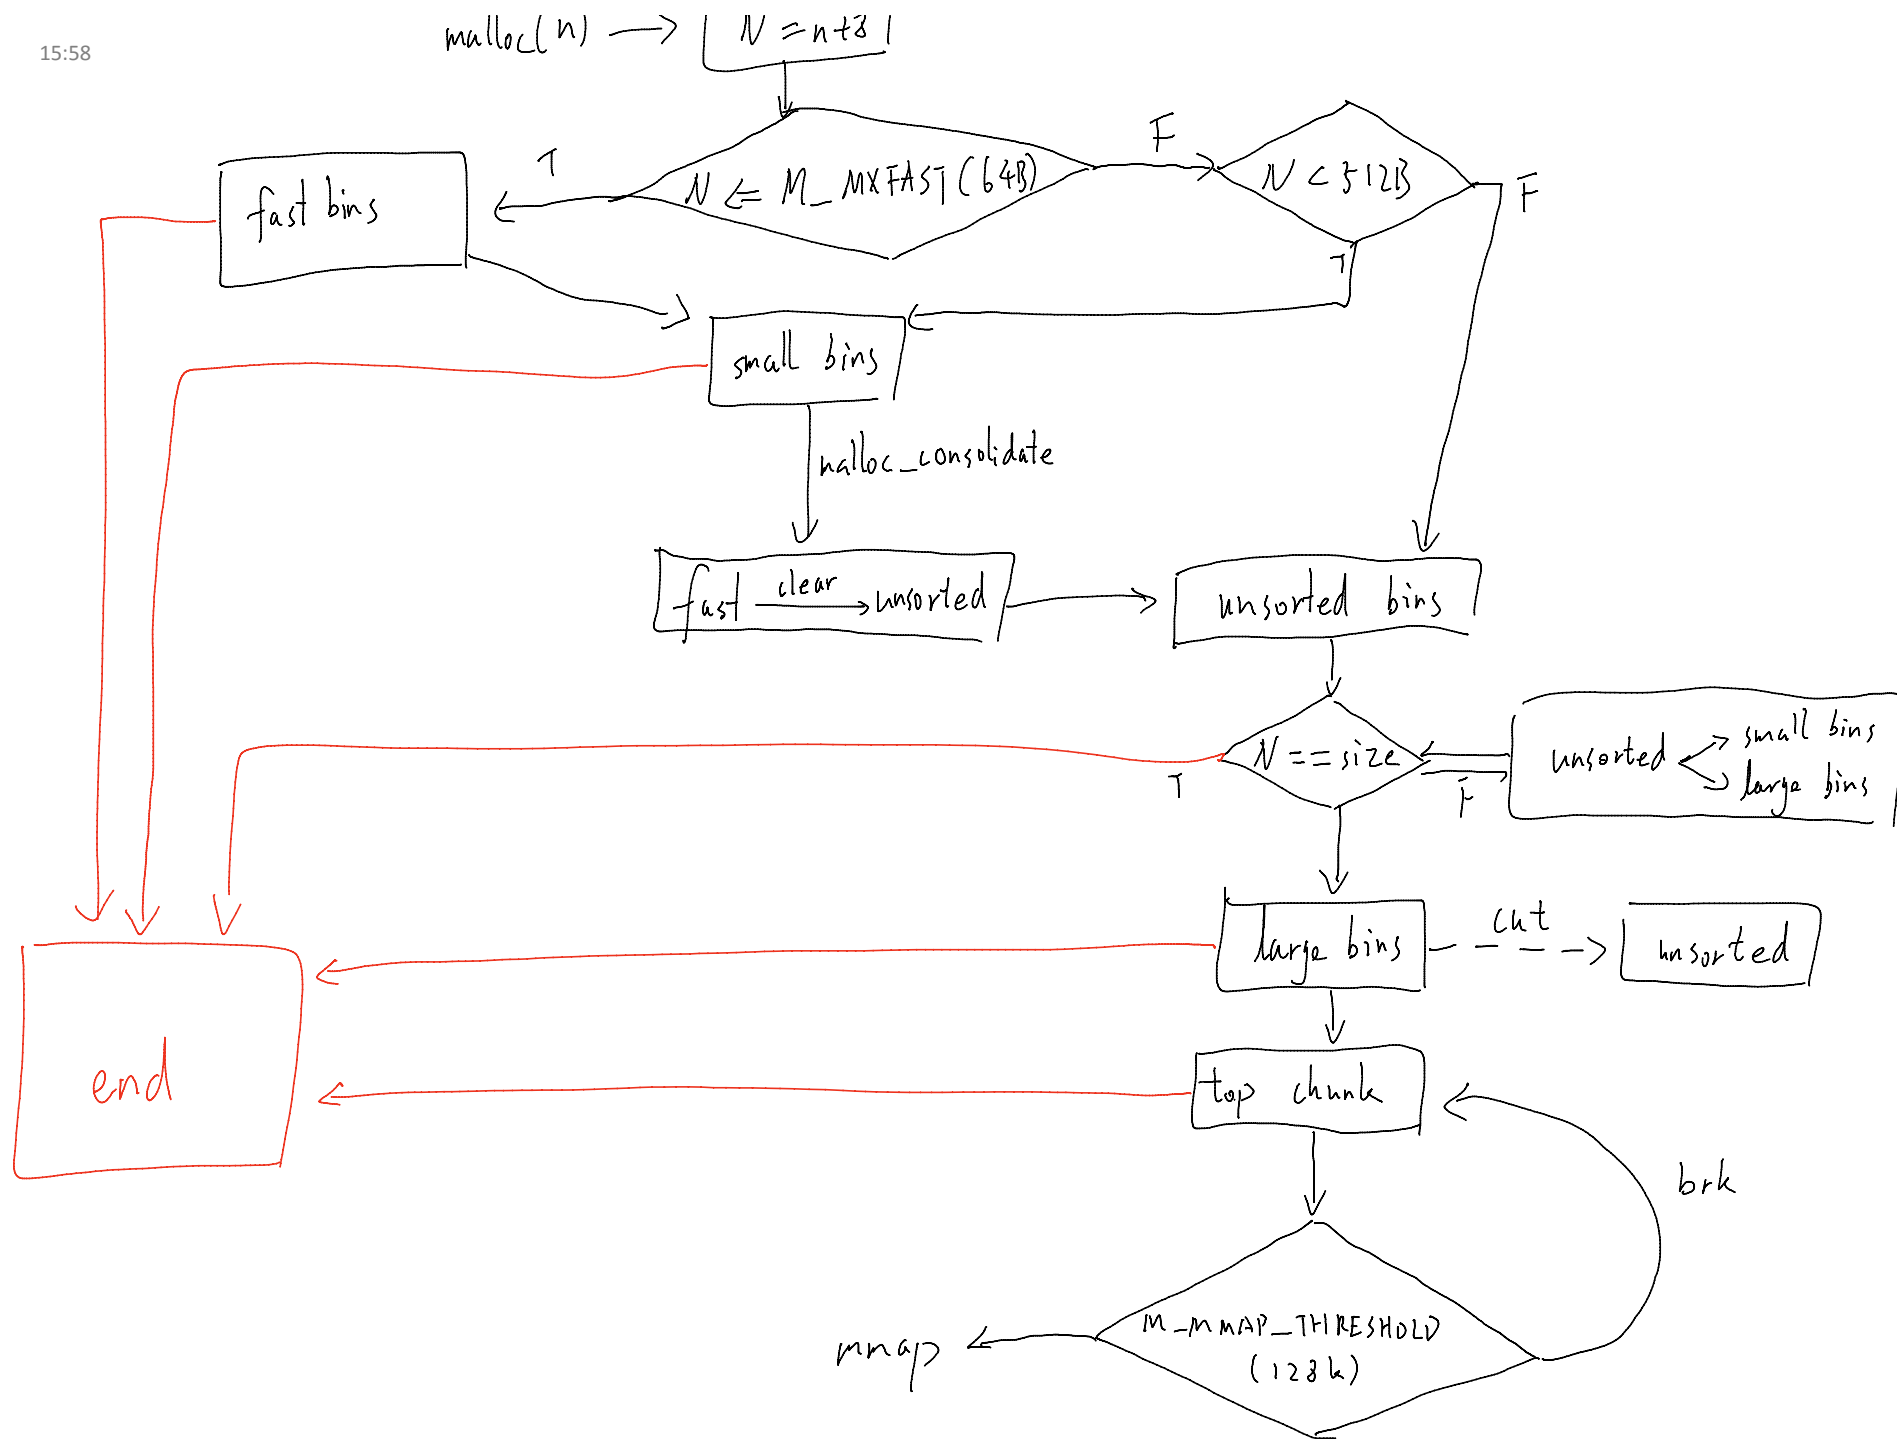 15:58
malloc(n)
N = n+8
N <= M_MXFAST(64B)
T
F
N < 512B
F
T
fast bins
small bins
malloc_consolidate
fast clear unsorted
unsorted bins
N == size
T
F
unsorted
small bins
large bins
large bins
cut
unsorted
end
top chunk
brk
M_MMAP_THRESHOLD
(128k)
mmap